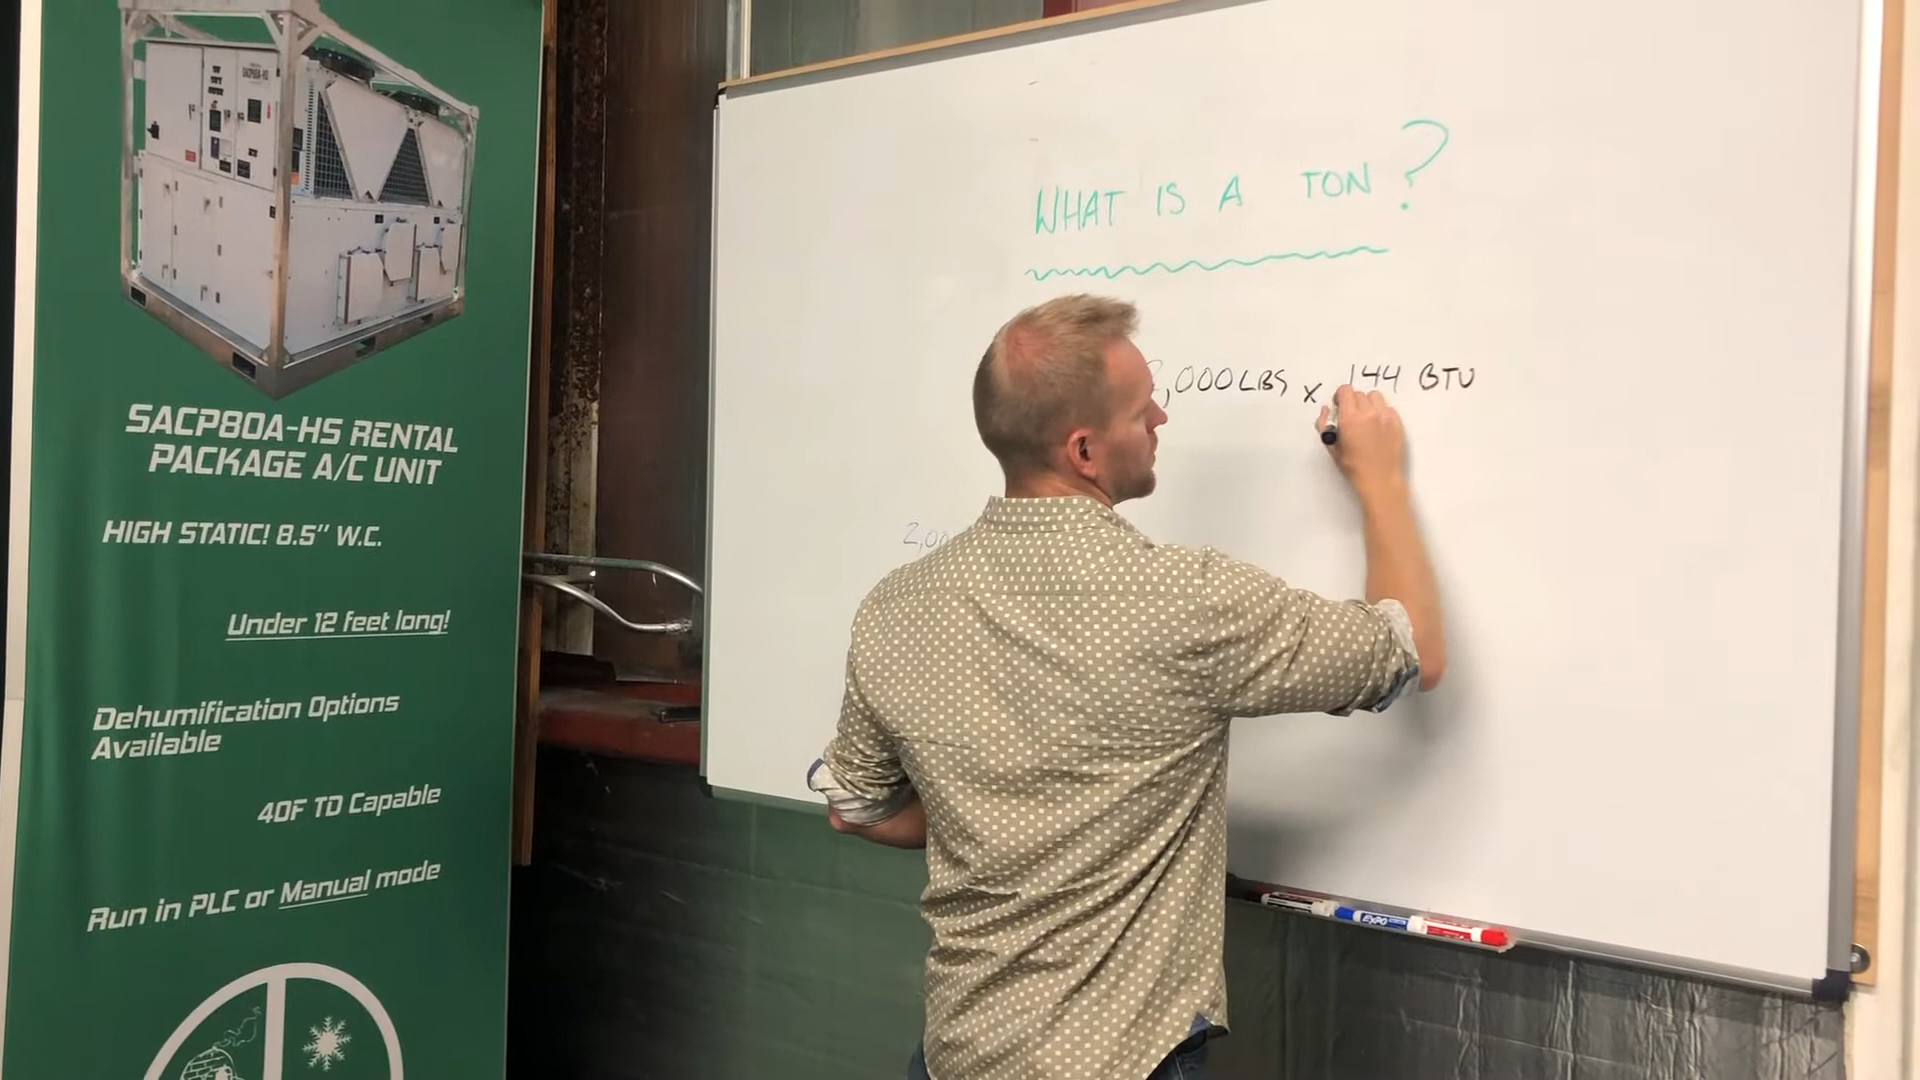 SACP80A-HS RENTAL
PACKAGE A/C UNIT
HIGH STATIC! 8.5" W.C.
Under 12 feet long!
Dehumification Options
Available
40F TD Capable
Run in PLC or Manual mode
WHAT IS A TON?
2,000 LBS x 144 BTU